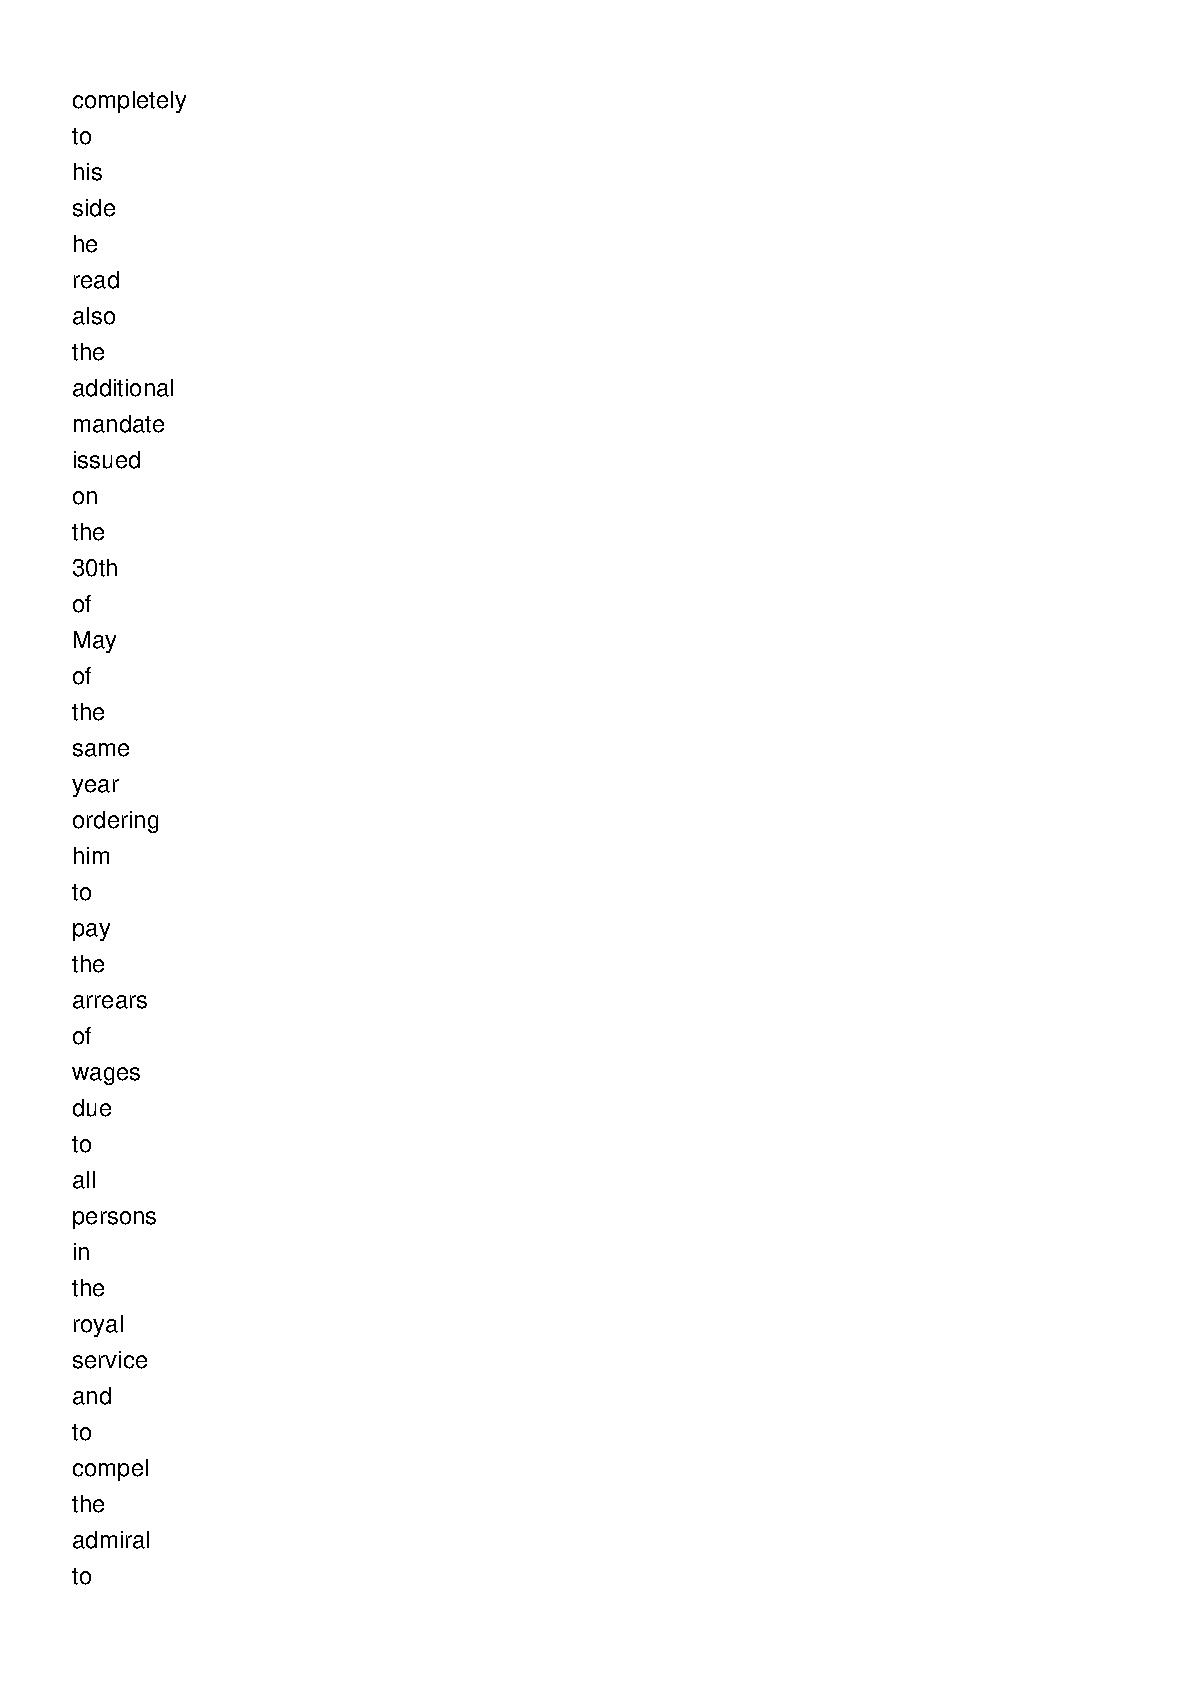 completely
to
his
side
he
read
also
the
additional
mandate
issued
on
the
30th
of
May
of
the
same
year
ordering
him
to
pay
the
arrears
of
wages
due
to
all
persons
in
the
royal
service
and
to
compel
the
admiral
to